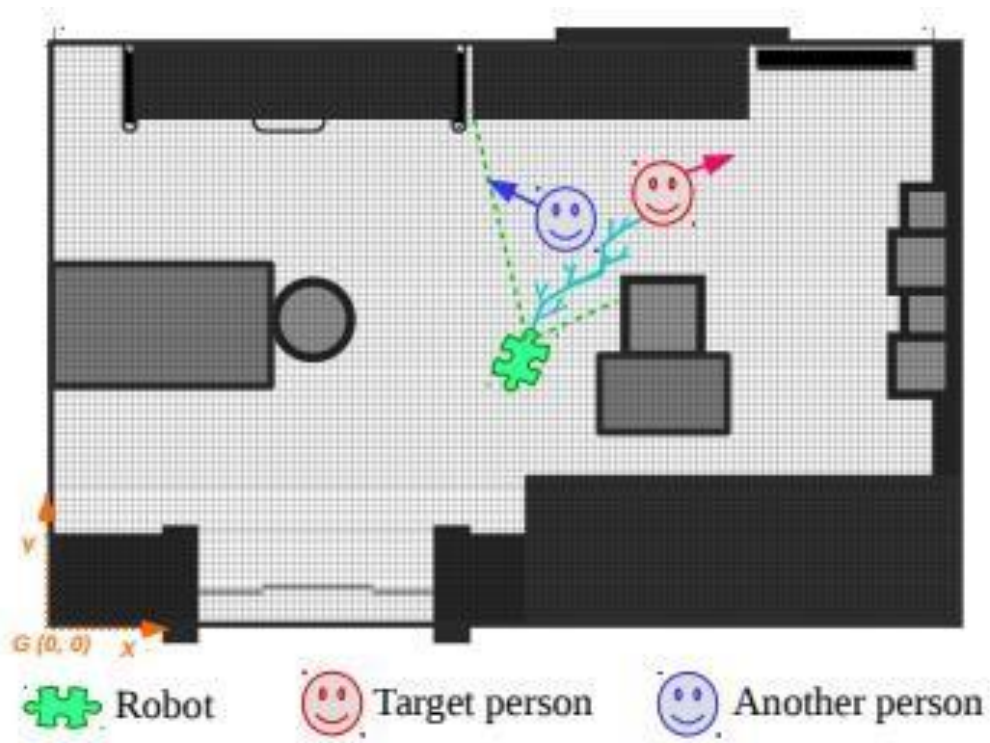 Y
G (0, 0) X
Robot
Target person
Another person